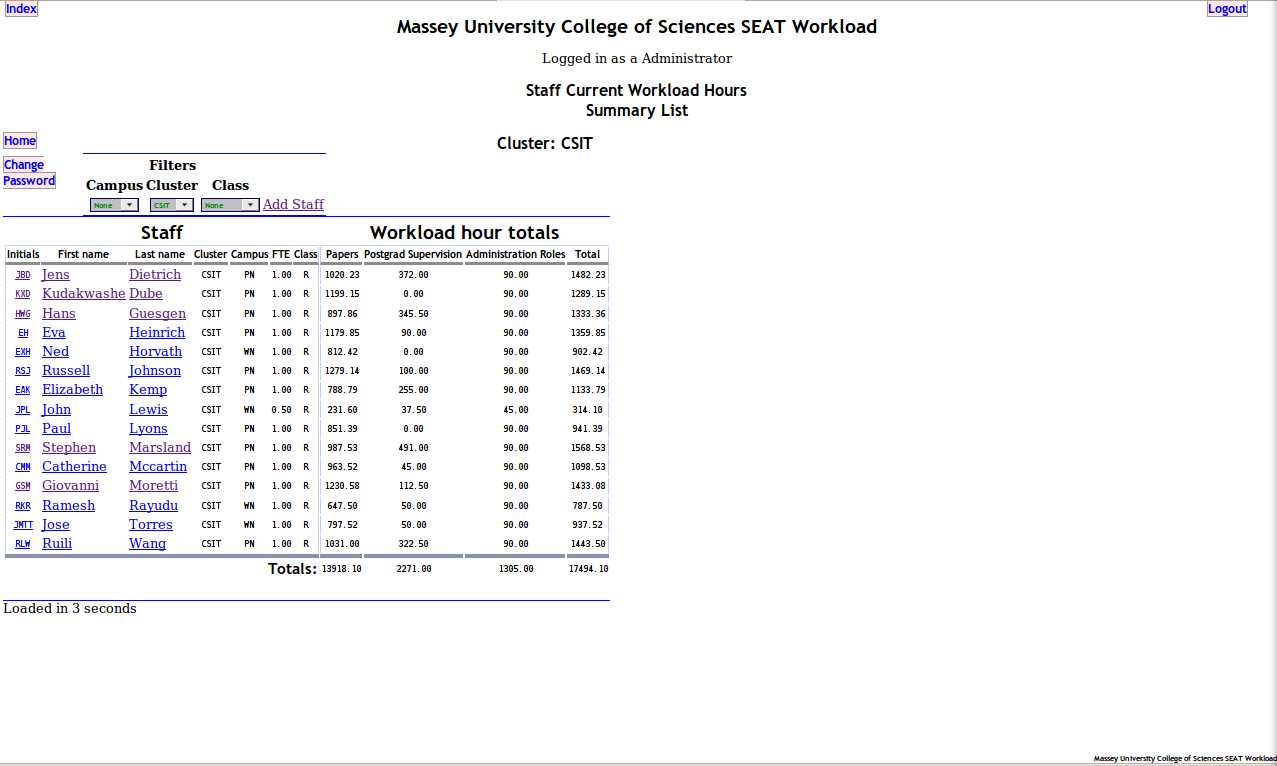 Index Logout
Massey University College of Sciences SEAT Workload
Logged in as a Administrator
Staff Current Workload Hours
Summary List
Home
Cluster: CSIT
Change
Password
Filters
Campus Cluster Class
None CSIT None Add Staff
Staff Workload hour totals
Initials First name Last name Cluster Campus FTE Class Papers Postgrad Supervision Administration Roles Total
JBD Jens Dietrich CSIT PN 1.00 R 1020.23 372.00 90.00 1482.23
KXD Kudakwashe Dube CSIT PN 1.00 R 1199.15 0.00 90.00 1289.15
HWG Hans Guesgen CSIT PN 1.00 R 897.86 345.50 90.00 1333.36
EH Eva Heinrich CSIT PN 1.00 R 1179.85 90.00 90.00 1359.85
EXH Ned Horvath CSIT WN 1.00 R 812.42 0.00 90.00 902.42
RSJ Russell Johnson CSIT PN 1.00 R 1279.14 100.00 90.00 1469.14
EAK Elizabeth Kemp CSIT PN 1.00 R 788.79 255.00 90.00 1133.79
JPL John Lewis CSIT WN 0.50 R 231.60 37.50 45.00 314.10
PJL Paul Lyons CSIT PN 1.00 R 851.39 0.00 90.00 941.39
SRM Stephen Marsland CSIT PN 1.00 R 987.53 491.00 90.00 1568.53
CMM Catherine Mccartin CSIT PN 1.00 R 963.52 45.00 90.00 1098.53
GSM Giovanni Moretti CSIT PN 1.00 R 1230.58 112.50 90.00 1433.08
RKR Ramesh Rayudu CSIT WN 1.00 R 647.50 50.00 90.00 787.50
JMTT Jose Torres CSIT WN 1.00 R 797.52 50.00 90.00 937.52
RLW Ruili Wang CSIT PN 1.00 R 1031.00 322.50 90.00 1443.50
Totals: 13918.10 2271.00 1305.00 17494.10
Loaded in 3 seconds
Massey University College of Sciences SEAT Workload